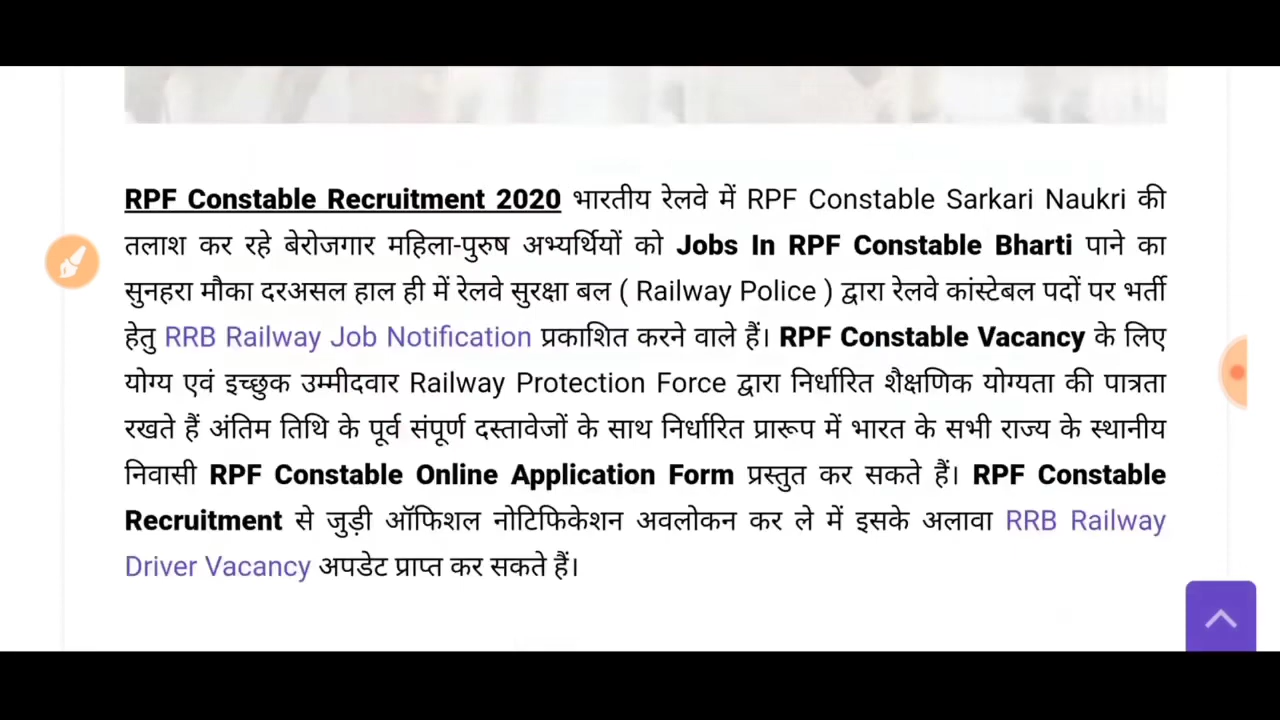 RPF Constable Recruitment 2020 भारतीय रेलवे में RPF Constable Sarkari Naukri की
तलाश कर रहे बेरोजगार महिला-पुरुष अभ्यर्थियों को Jobs In RPF Constable Bharti पाने का
सुनहरा मौका दरअसल हाल ही में रेलवे सुरक्षा बल ( Railway Police ) द्वारा रेलवे कांस्टेबल पदों पर भर्ती
हेतु RRB Railway Job Notification प्रकाशित करने वाले हैं। RPF Constable Vacancy के लिए
योग्य एवं इच्छुक उम्मीदवार Railway Protection Force द्वारा निर्धारित शैक्षणिक योग्यता की पात्रता
रखते हैं अंतिम तिथि के पूर्व संपूर्ण दस्तावेजों के साथ निर्धारित प्रारूप में भारत के सभी राज्य के स्थानीय
निवासी RPF Constable Online Application Form प्रस्तुत कर सकते हैं। RPF Constable
Recruitment से जुड़ी ऑफिशल नोटिफिकेशन अवलोकन कर ले में इसके अलावा RRB Railway
Driver Vacancy अपडेट प्राप्त कर सकते हैं।